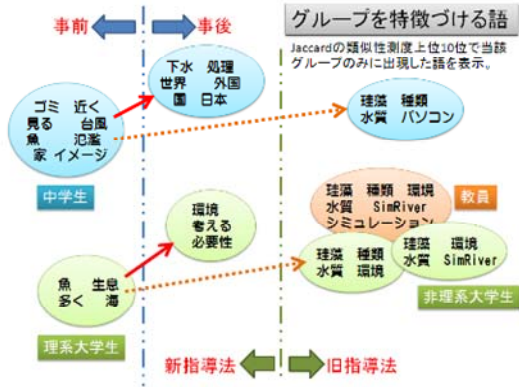 事前
事後
グループを特徴づける語
Jaccardの類似性測度上位10位で当該
グループのみに出現した語を表示。
下水 処理
世界 外国
国 日本
ゴミ 近く
見る 台風
魚 氾濫
家 イメージ
中学生
珪藻 種類
水質 パソコン
環境
考える
必要性
珪藻 種類 環境
水質 SimRiver
シミュレーション
教員
魚 生息
多く 海
理系大学生
珪藻 種類
水質 環境
珪藻 環境
水質 SimRiver
非理系大学生
新指導法
旧指導法